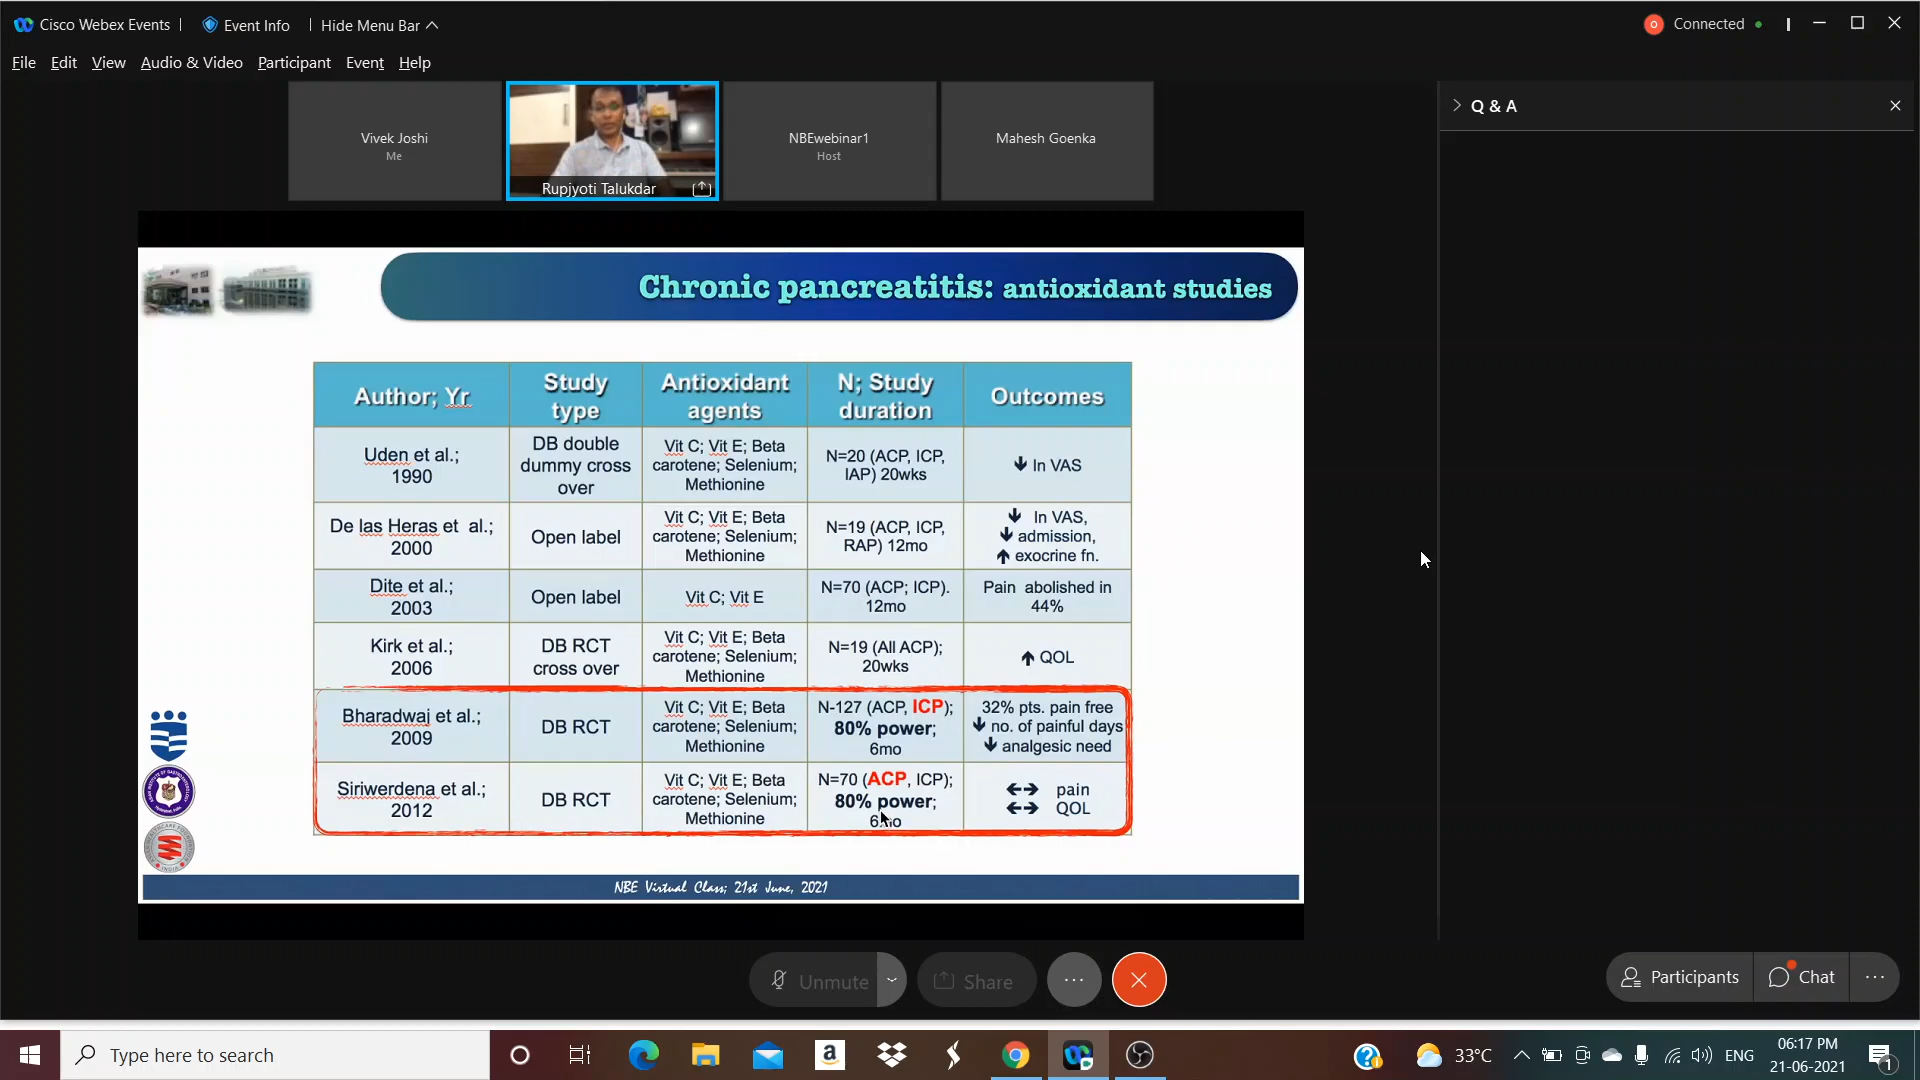 Cisco Webex Events
Event Info
Hide Menu Bar
Connected
File Edit View Audio & Video Participant Event Help
Vivek Joshi
Me
Rupjyoti Talukdar
NBEwebinar1
Host
Mahesh Goenka
Q & A
Chronic pancreatitis: antioxidant studies
Author; Yr
Study
type
Antioxidant
agents
N; Study
duration
Outcomes
Uden et al.;
1990
DB double
dummy cross
over
Vit C; Vit E; Beta
carotene; Selenium;
Methionine
N=20 (ACP, ICP,
IAP) 20wks
↓ In VAS
De las Heras et al.;
2000
Open label
Vit C; Vit E; Beta
carotene; Selenium;
Methionine
N=19 (ACP, ICP,
RAP) 12mo
↓ In VAS,
↓ admission,
↑ exocrine fn.
Dite et al.;
2003
Open label
Vit C; Vit E
N=70 (ACP; ICP).
12mo
Pain abolished in
44%
Kirk et al.;
2006
DB RCT
cross over
Vit C; Vit E; Beta
carotene; Selenium;
Methionine
N=19 (All ACP);
20wks
↑ QOL
Bharadwaj et al.;
2009
DB RCT
Vit C; Vit E; Beta
carotene; Selenium;
Methionine
N-127 (ACP, ICP);
80% power;
6mo
32% pts. pain free
↓ no. of painful days
↓ analgesic need
Siriwerdena et al.;
2012
DB RCT
Vit C; Vit E; Beta
carotene; Selenium;
Methionine
N=70 (ACP, ICP);
80% power;
6mo
↔ pain
↔ QOL
NBE Virtual Class; 21st June, 2021
Unmute
Share
Participants
Chat
Type here to search
33°C
ENG
06:17 PM
21-06-2021
1